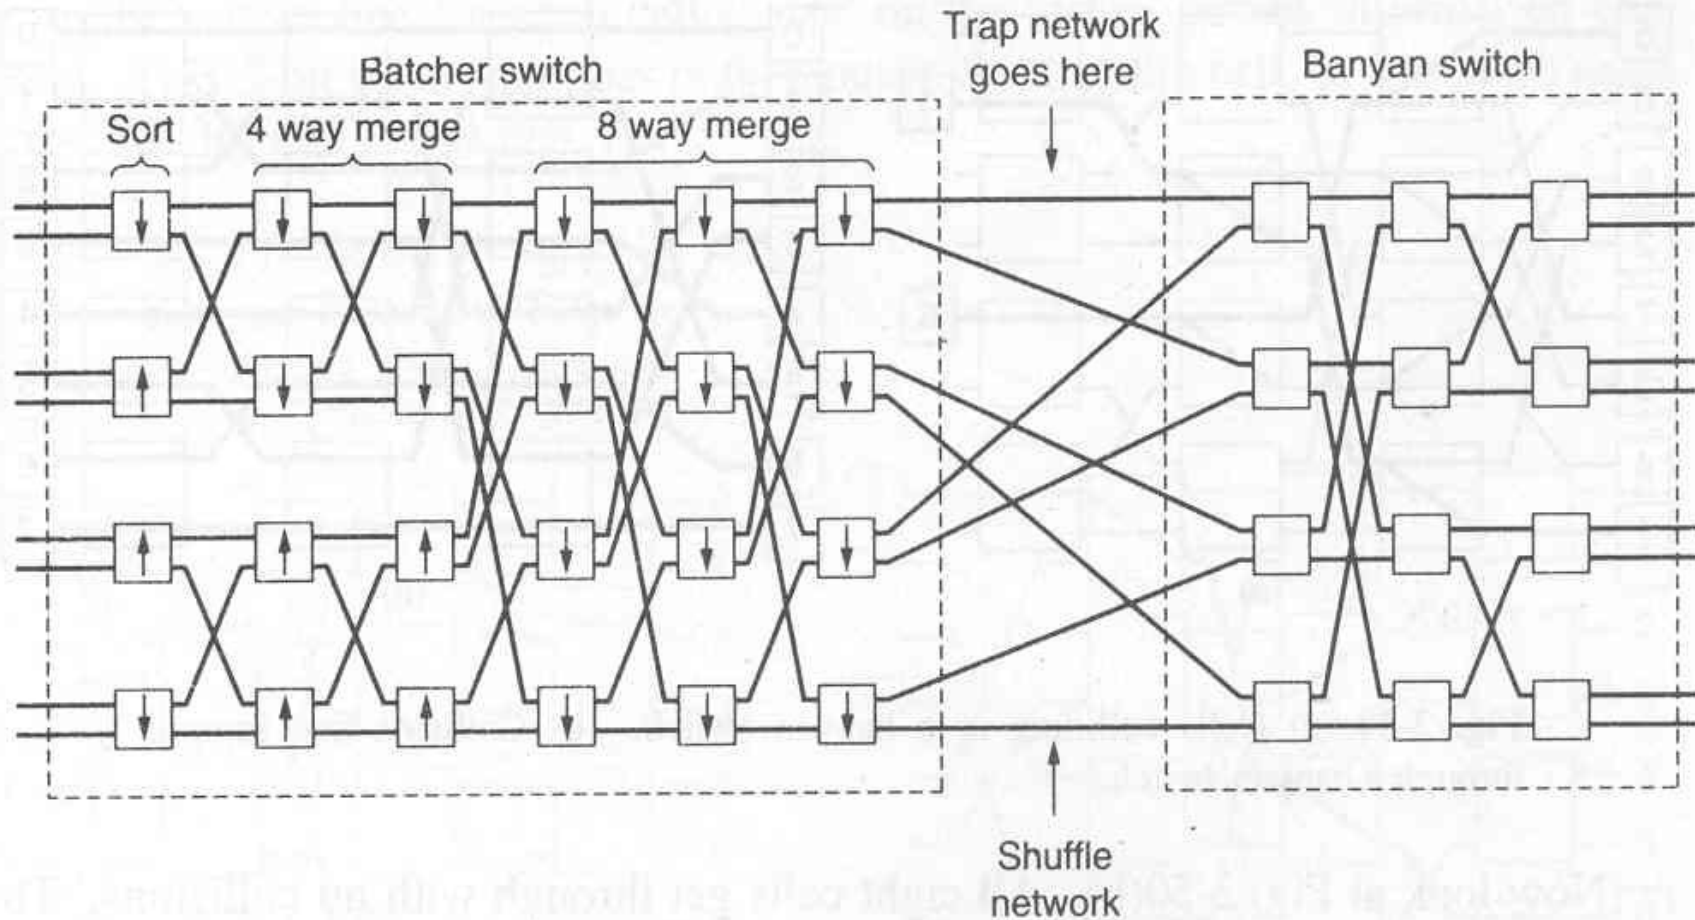 Trap network
goes here
Batcher switch
Banyan switch
Sort
4 way merge
8 way merge
Shuffle
network